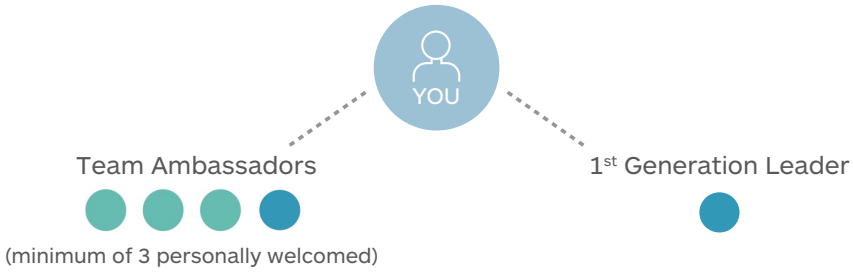 YOU
Team Ambassadors
1st Generation Leader
(minimum of 3 personally welcomed)